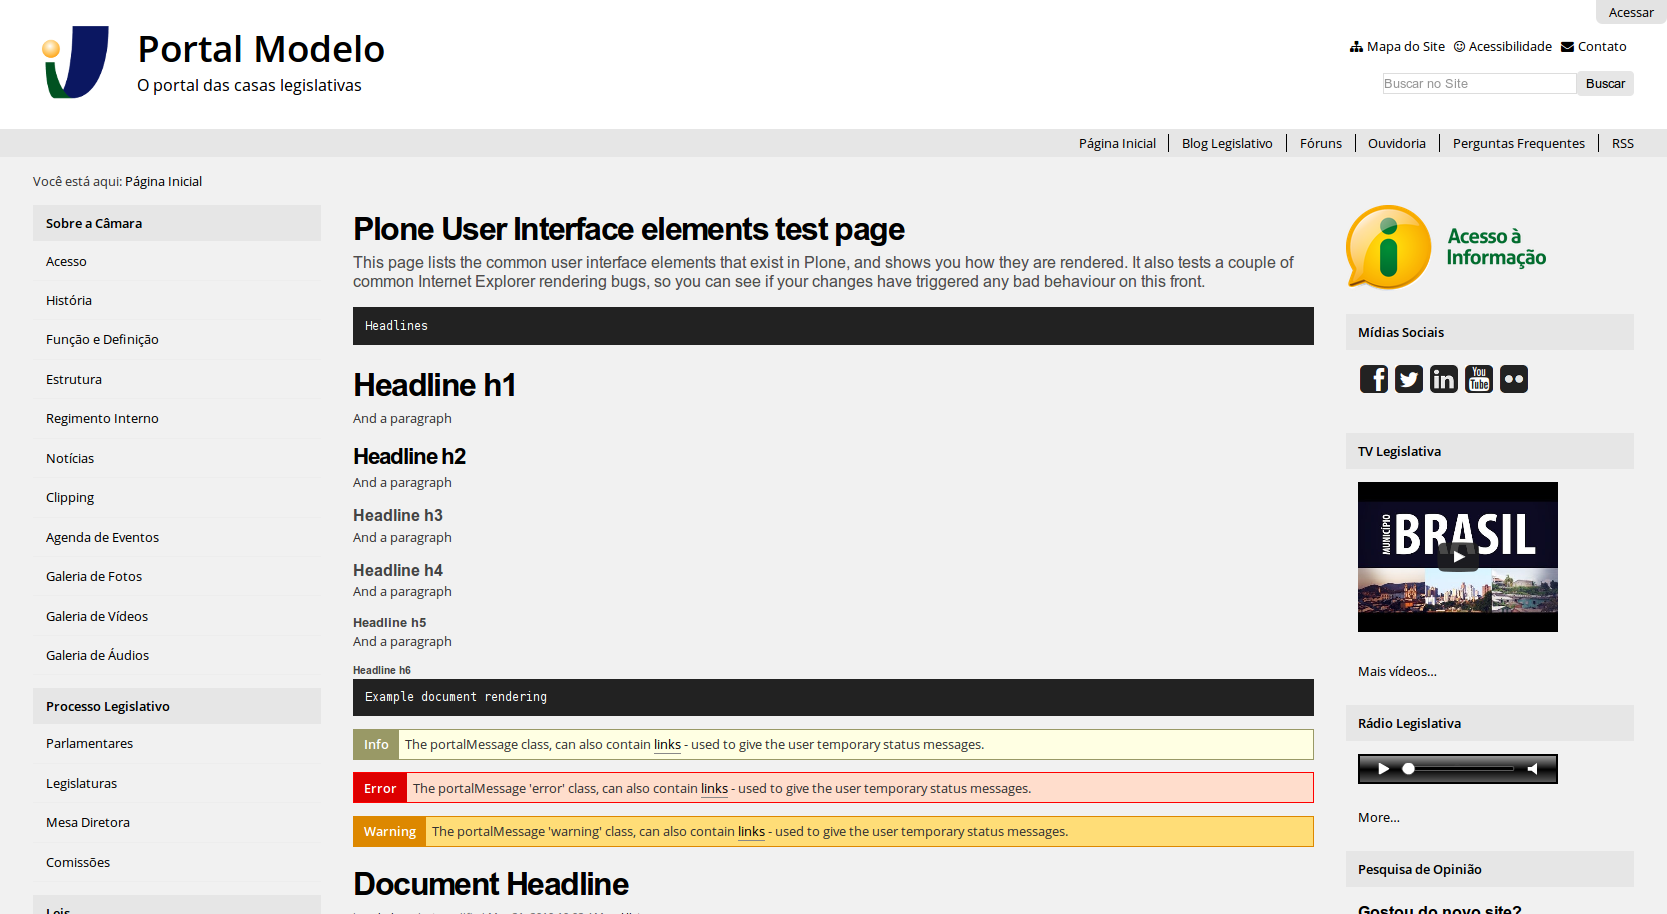 Acessar
Portal Modelo
O portal das casas legislativas
Mapa do Site Acessibilidade Contato
Buscar no Site Buscar
Página Inicial Blog Legislativo Fóruns Ouvidoria Perguntas Frequentes RSS
Você está aqui: Página Inicial
Sobre a Câmara
Acesso
História
Função e Definição
Estrutura
Regimento Interno
Notícias
Clipping
Agenda de Eventos
Galeria de Fotos
Galeria de Vídeos
Galeria de Áudios
Processo Legislativo
Parlamentares
Legislaturas
Mesa Diretora
Comissões
Leis
Plone User Interface elements test page
This page lists the common user interface elements that exist in Plone, and shows you how they are rendered. It also tests a couple of
common Internet Explorer rendering bugs, so you can see if your changes have triggered any bad behaviour on this front.
Headlines
Headline h1
And a paragraph
Headline h2
And a paragraph
Headline h3
And a paragraph
Headline h4
And a paragraph
Headline h5
And a paragraph
Headline h6
Example document rendering
Info The portalMessage class, can also contain links - used to give the user temporary status messages.
Error The portalMessage 'error' class, can also contain links - used to give the user temporary status messages.
Warning The portalMessage 'warning' class, can also contain links - used to give the user temporary status messages.
Document Headline
Acesso à
Informação
Mídias Sociais
You
Tube
TV Legislativa
MUNICÍPIO
BRASIL
Mais vídeos...
Rádio Legislativa
More...
Pesquisa de Opinião
Gostou do novo site?